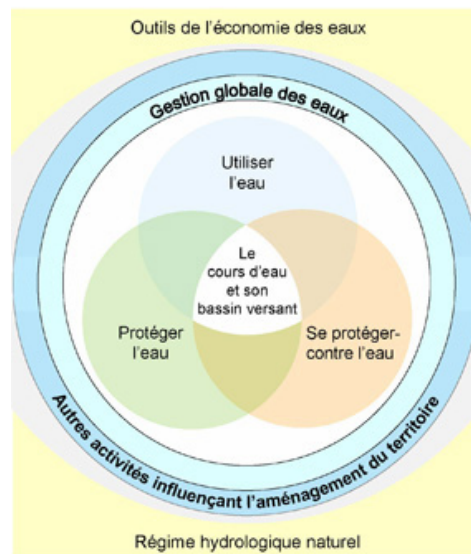 Outils de l'économie des eaux
Gestion globale des eaux
Utiliser
l'eau
Le
cours d'eau
et son
bassin versant
Protéger
l'eau
Se protéger-
contre l'eau
Autres activités influençant l'aménagement du territoire
Régime hydrologique naturel